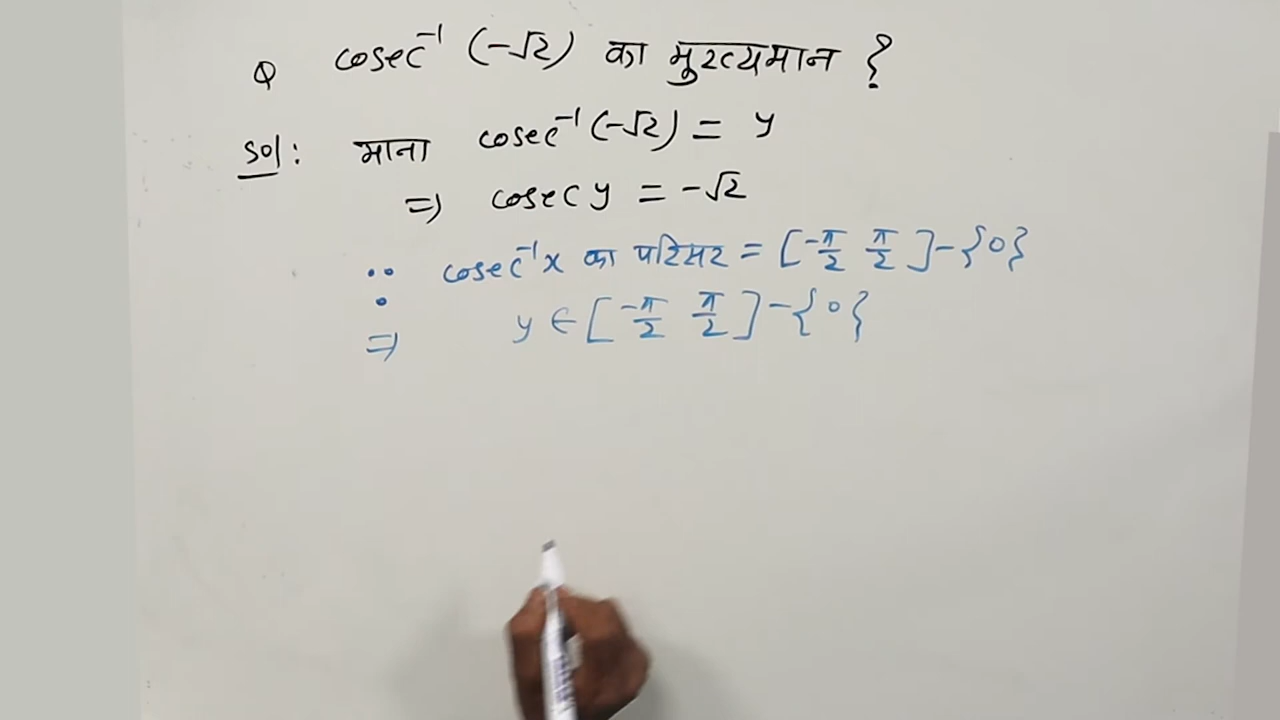 Q cosec⁻¹ (-√2) का मुख्यमान ?
Sol: माना cosec⁻¹ (-√2) = y
⇒ cosec y = -√2
∵ cosec⁻¹x का परिसर = [-π/2 π/2] - {0}
⇒ y ∈ [-π/2 π/2] - {0}